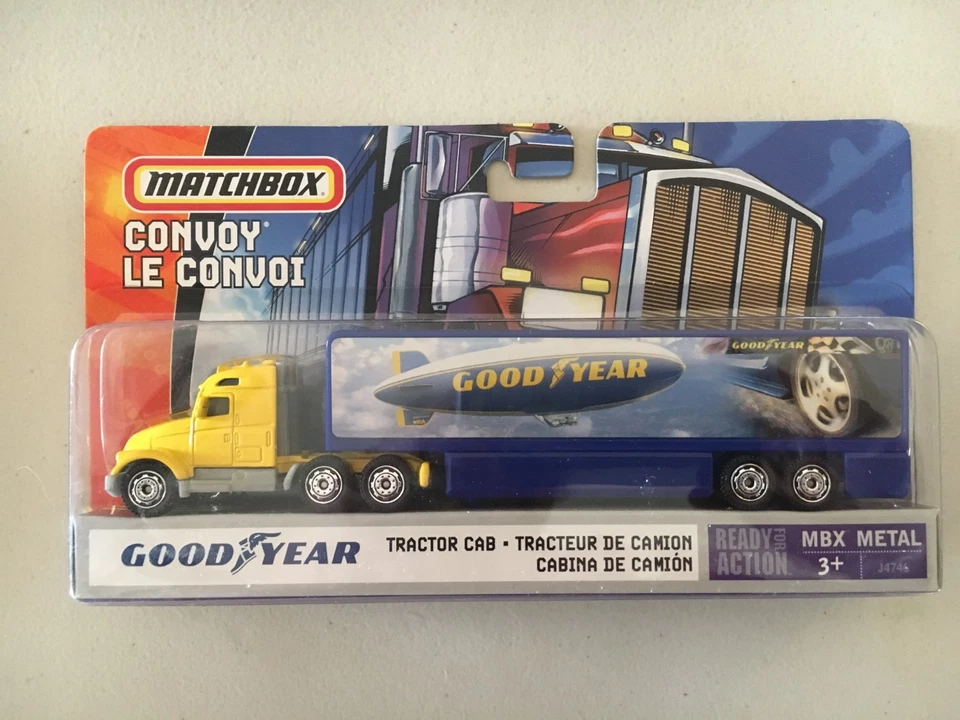 MATCHBOX
CONVOY®
LE CONVOI
GOODYEAR
GOODYEAR
GOODYEAR
TRACTOR CAB • TRACTEUR DE CAMION
CABINA DE CAMIÓN
READY FOR ACTION
MBX METAL
3+